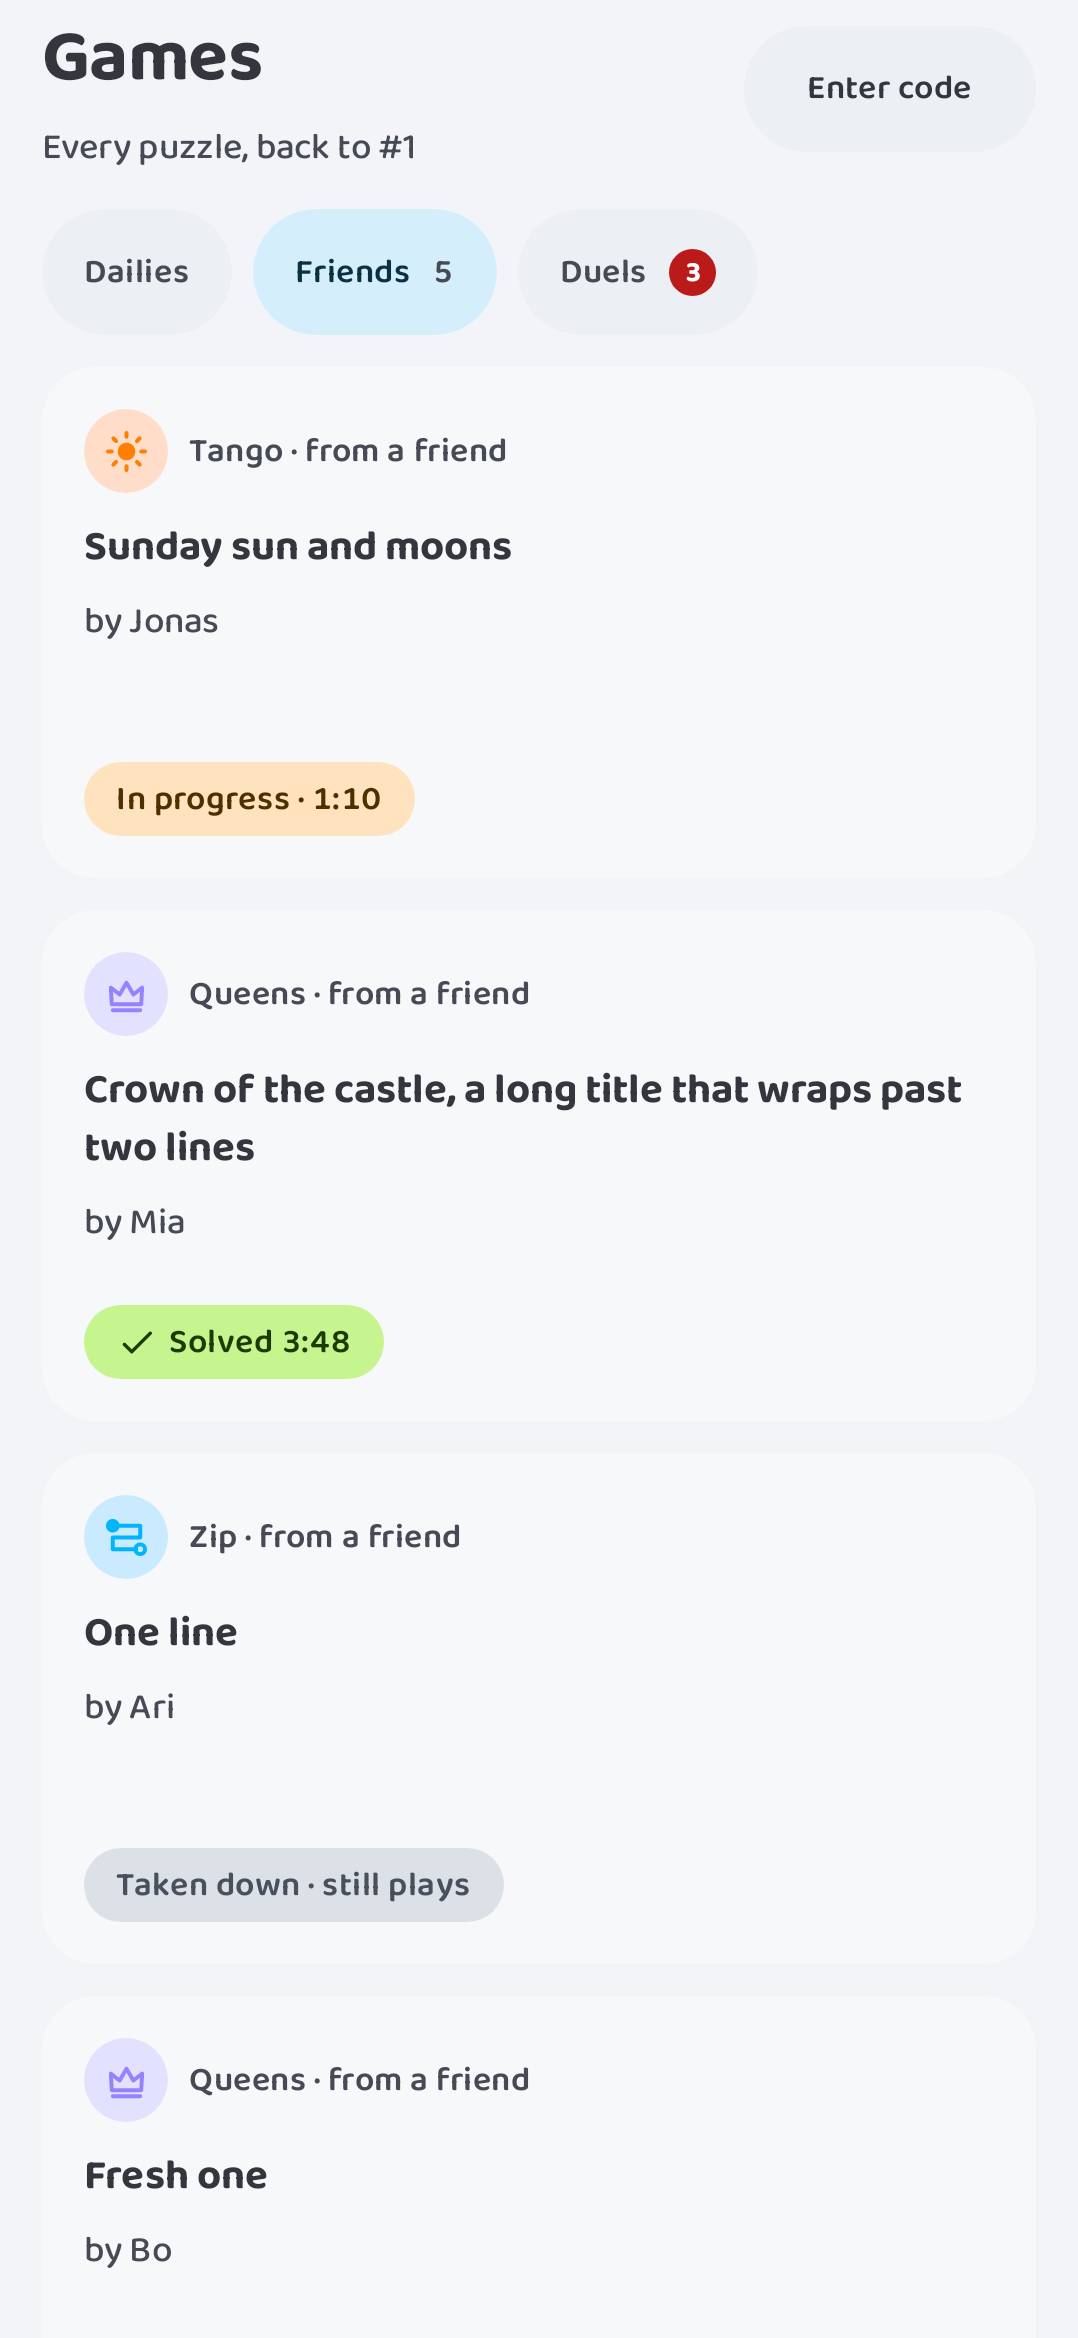 Games
Enter code
Every puzzle, back to #1
Dailies
Friends 5
Duels 3
Tango · from a friend
Sunday sun and moons
by Jonas
In progress · 1:10
Queens · from a friend
Crown of the castle, a long title that wraps past
two lines
by Mia
Solved 3:48
Zip · from a friend
One line
by Ari
Taken down · still plays
Queens · from a friend
Fresh one
by Bo